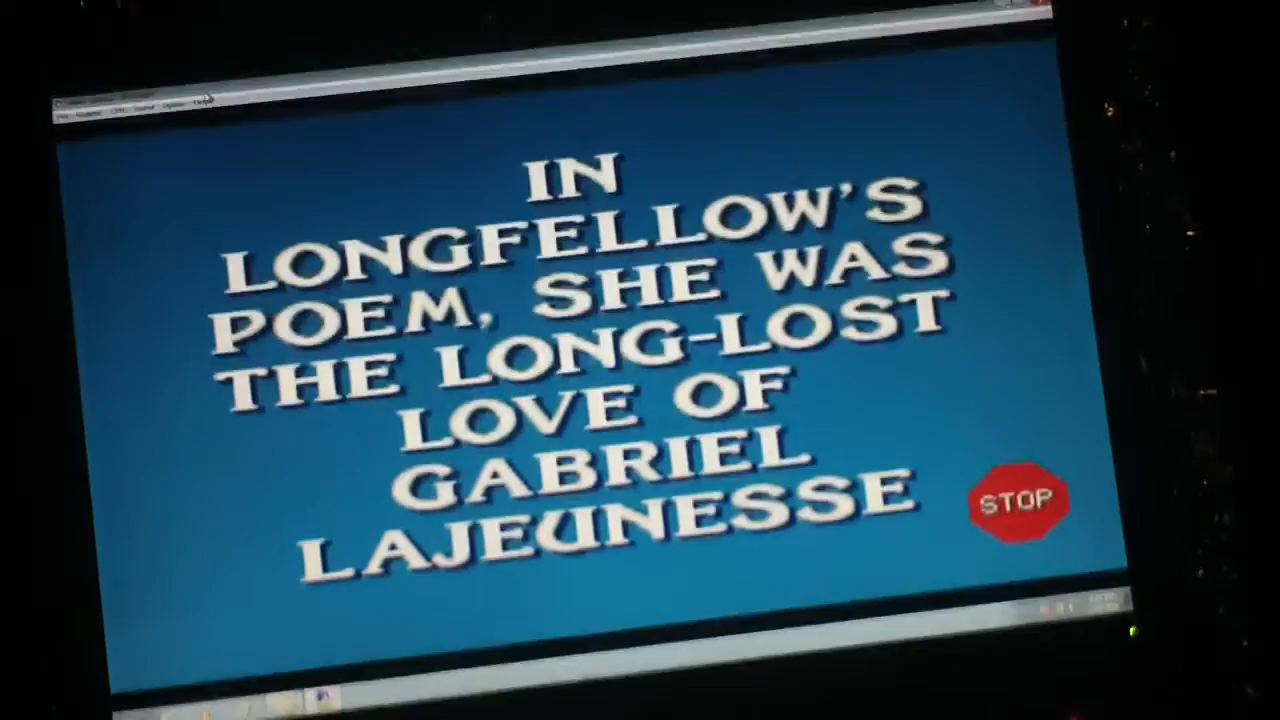 IN
LONGFELLOW'S
POEM, SHE WAS
THE LONG-LOST
LOVE OF
GABRIEL
LAJEUNESSE
STOP